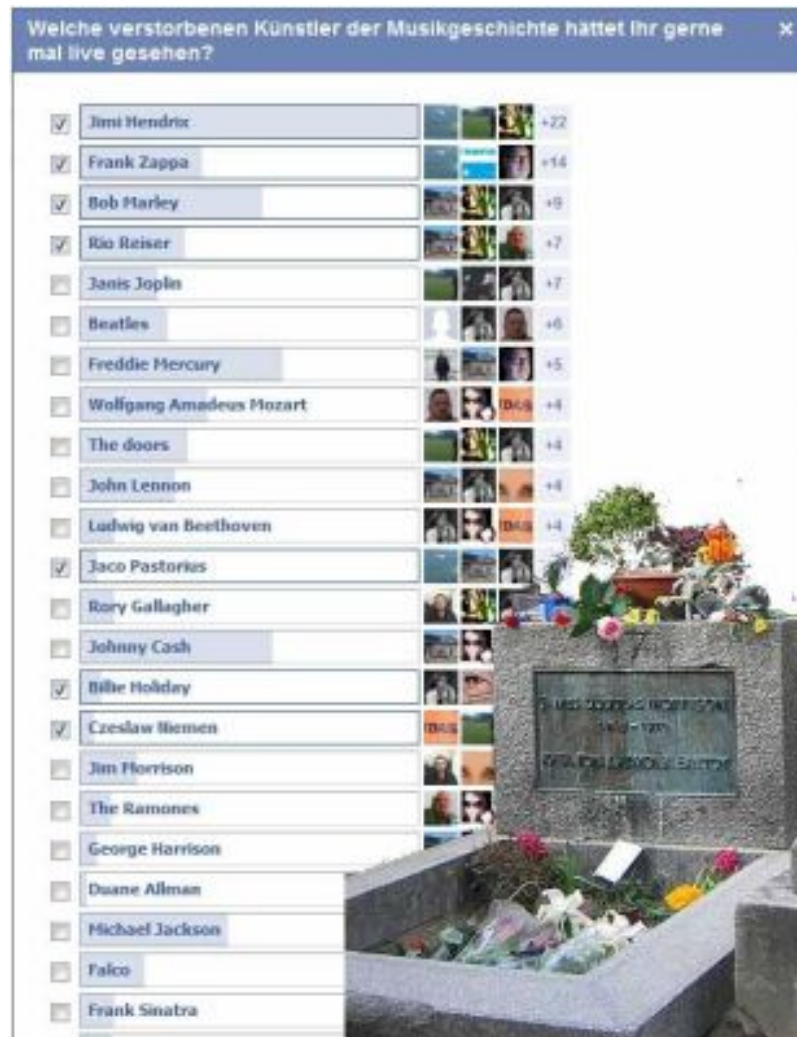 Welche verstorbenen Künstler der Musikgeschichte hättet Ihr gerne
mal live gesehen?
Jimi Hendrix +22
Frank Zappa +14
Bob Marley +9
Rio Reiser +7
Janis Joplin +7
Beatles +6
Freddie Mercury +5
Wolfgang Amadeus Mozart +4
The doors +4
John Lennon +4
Ludwig van Beethoven +4
Jaco Pastorius
Rory Gallagher
Johnny Cash
Billie Holiday
Czeslaw Niemen
Jim Morrison
The Ramones
George Harrison
Duane Allman
Michael Jackson
Falco
Frank Sinatra